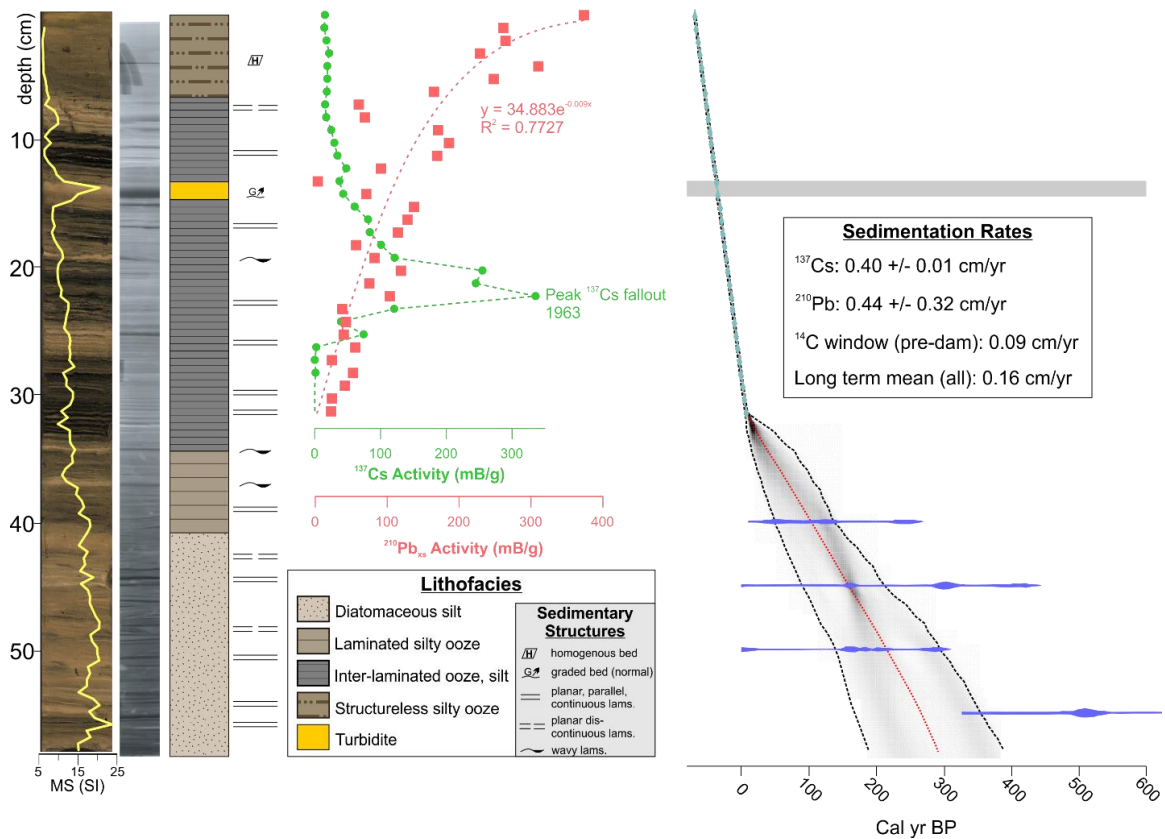 depth (cm)
10
20
30
40
50
5 15 25
MS (SI)
H
G
y = 34.883e^-0.009x
R² = 0.7727
Peak ¹³⁷Cs fallout
1963
0 100 200 300
¹³⁷Cs Activity (mB/g)
0 100 200 300 400
²¹⁰Pbxs Activity (mB/g)
Lithofacies
Diatomaceous silt
Laminated silty ooze
Inter-laminated ooze, silt
Structureless silty ooze
Turbidite
Sedimentary
Structures
H homogenous bed
G graded bed (normal)
planar, parallel,
continuous lams.
planar dis-
continuous lams.
wavy lams.
Sedimentation Rates
¹³⁷Cs: 0.40 +/- 0.01 cm/yr
²¹⁰Pb: 0.44 +/- 0.32 cm/yr
¹⁴C window (pre-dam): 0.09 cm/yr
Long term mean (all): 0.16 cm/yr
0 100 200 300 400 500 600
Cal yr BP